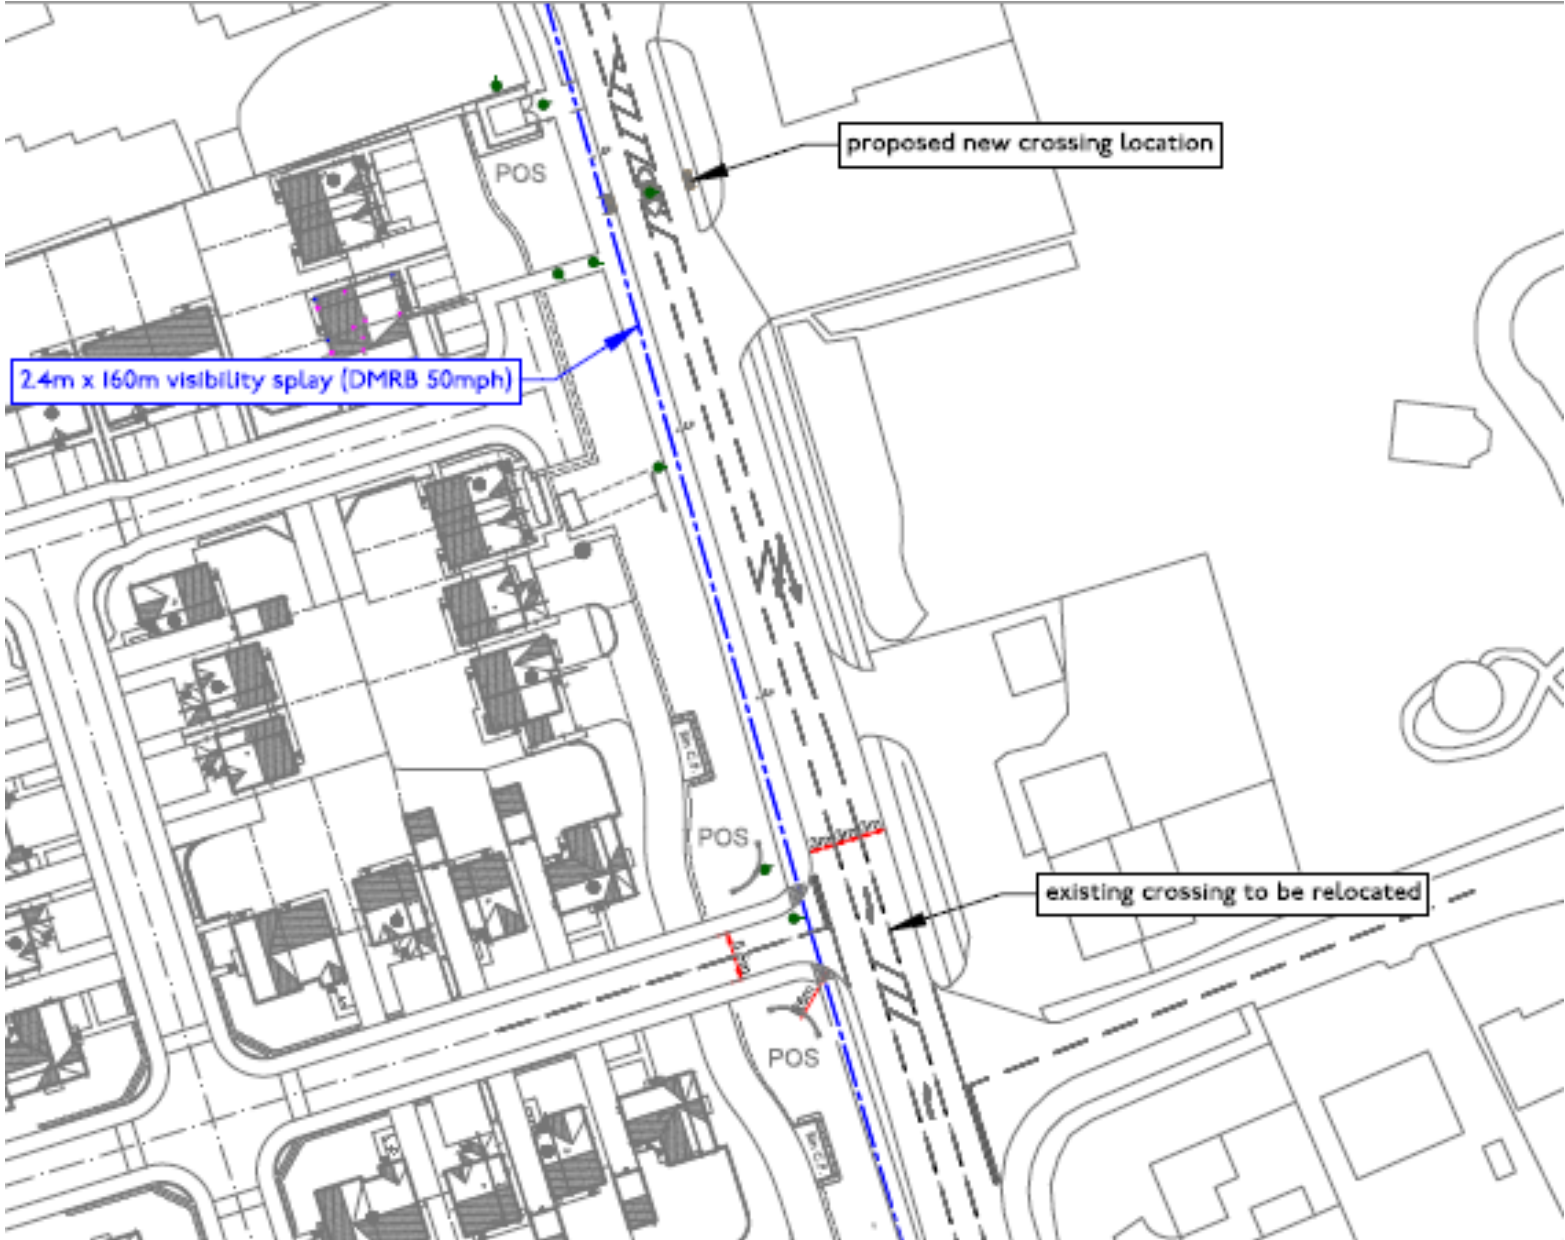 proposed new crossing location
POS
2.4m x 160m visibility splay (DMRB 50mph)
POS
existing crossing to be relocated
POS